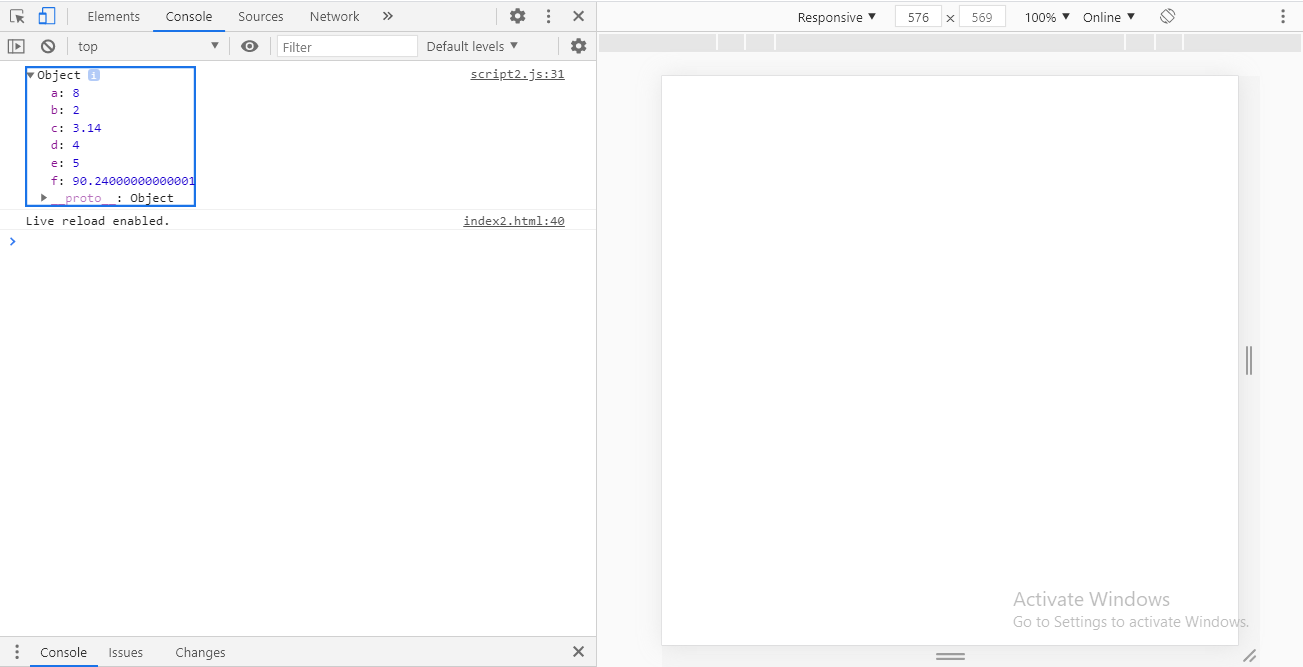 Elements Console Sources Network
Responsive 576 × 569 100% Online
top Filter Default levels
Object i script2.js:31
a: 8
b: 2
c: 3.14
d: 4
e: 5
f: 90.24000000000001
__proto__: Object
Live reload enabled. index2.html:40
Activate Windows
Go to Settings to activate Windows.
Console Issues Changes